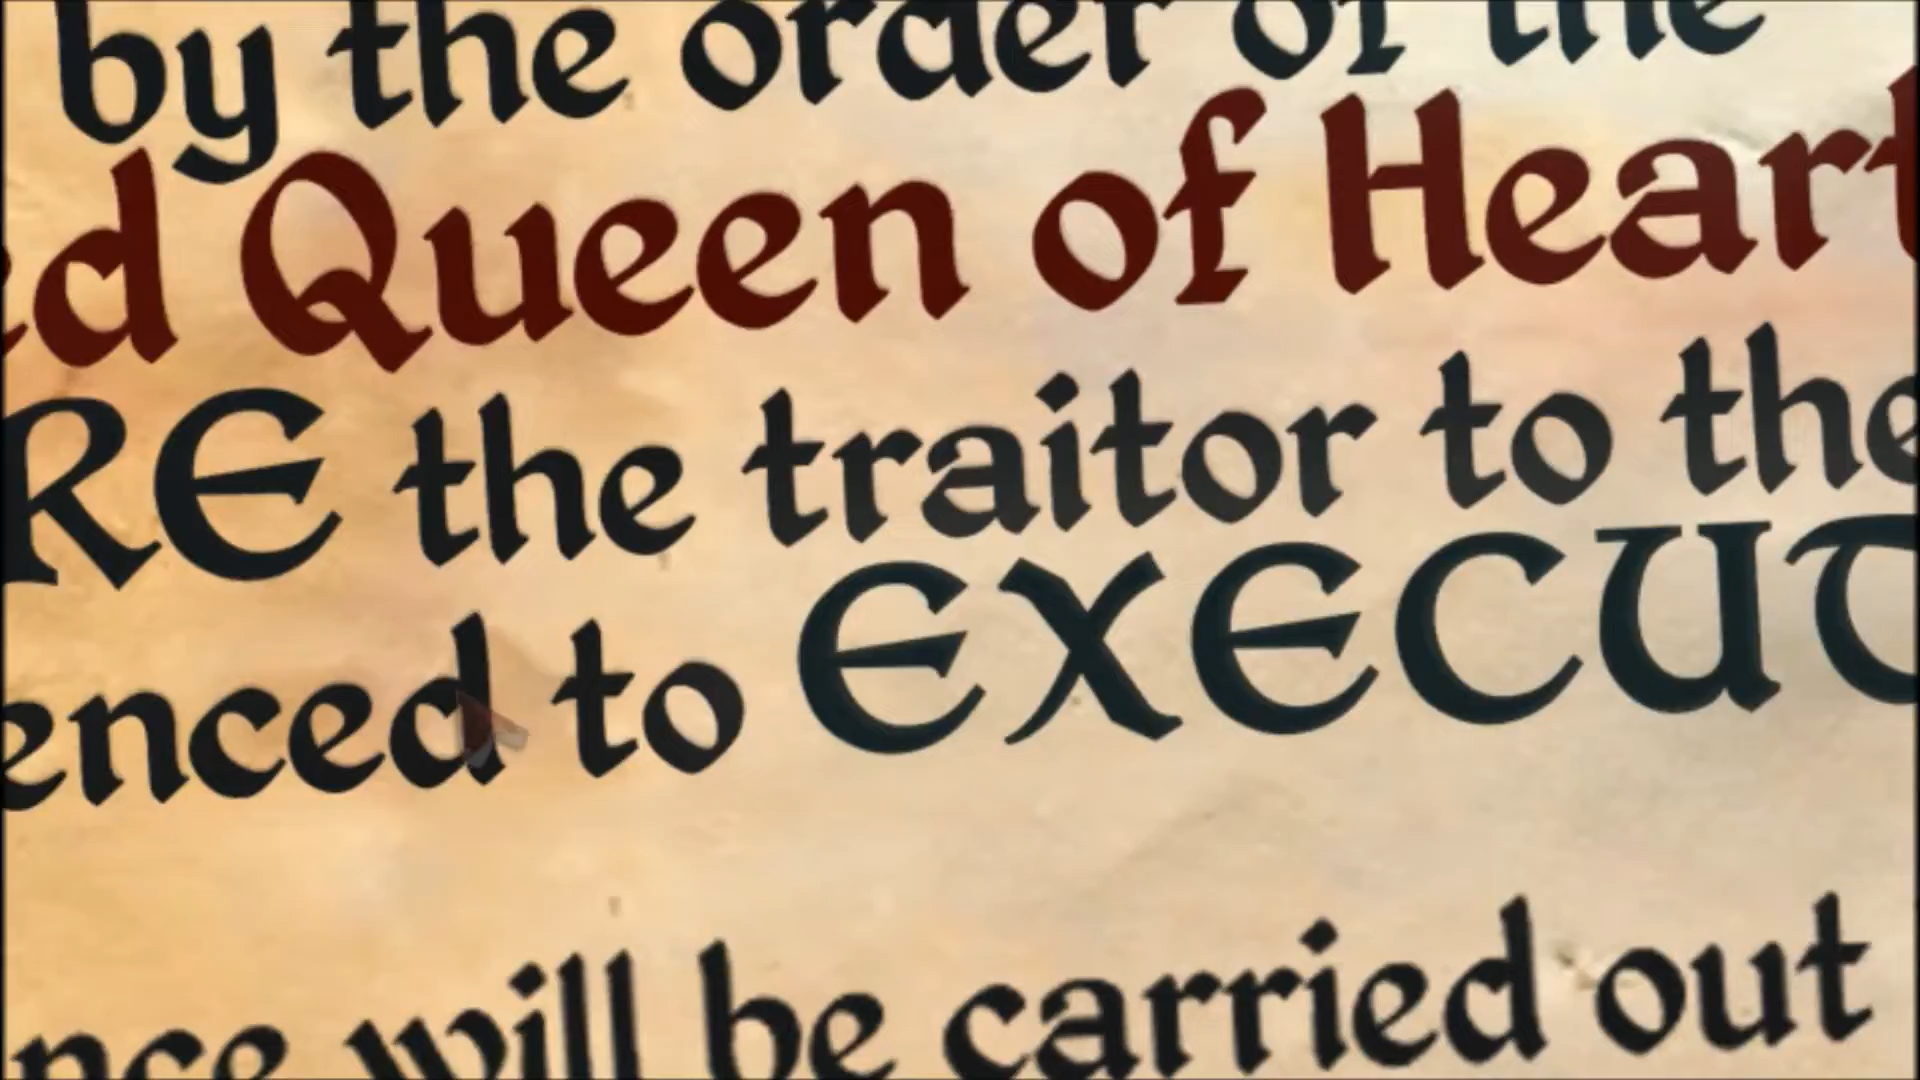 by the order of the
d Queen of Heart
RE the traitor to the
enced to EXECUT
nce will be carried out